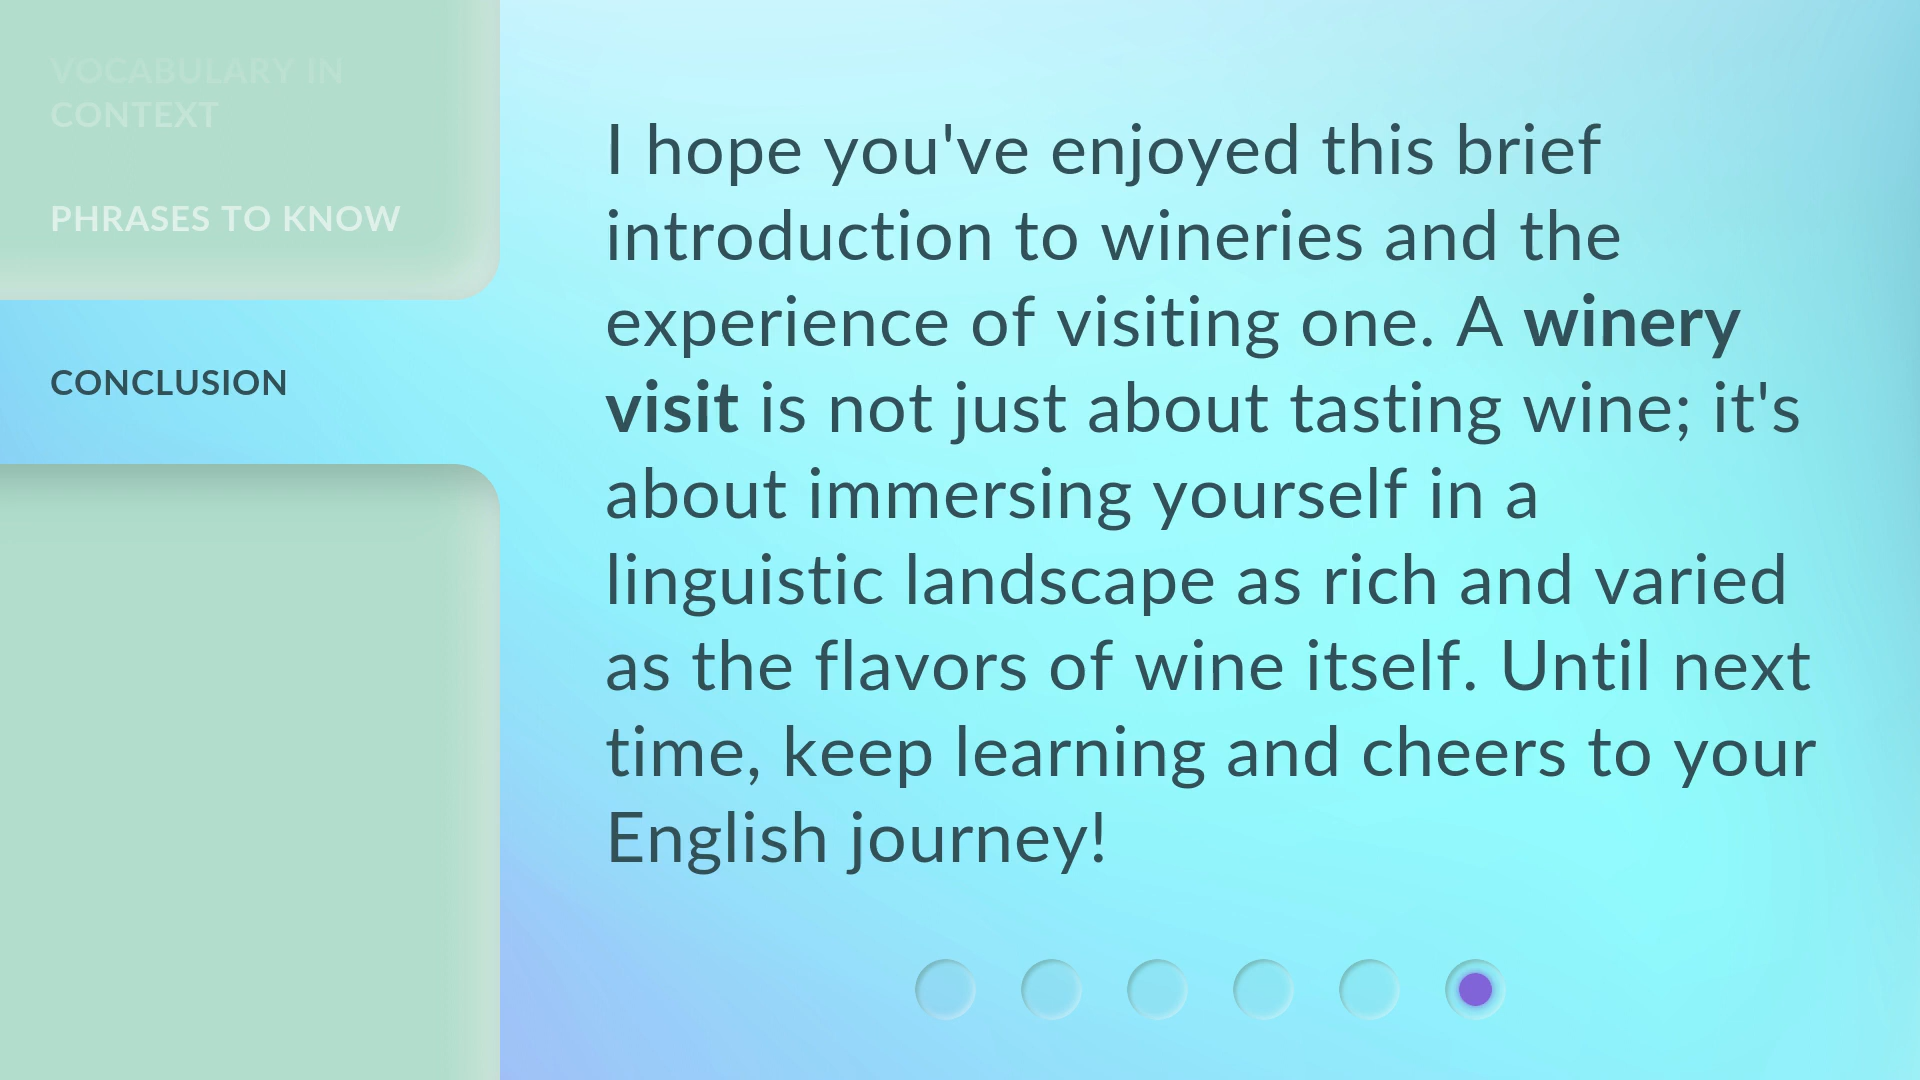 VOCABULARY IN
CONTEXT
PHRASES TO KNOW
CONCLUSION
I hope you've enjoyed this brief
introduction to wineries and the
experience of visiting one. A winery
visit is not just about tasting wine; it's
about immersing yourself in a
linguistic landscape as rich and varied
as the flavors of wine itself. Until next
time, keep learning and cheers to your
English journey!